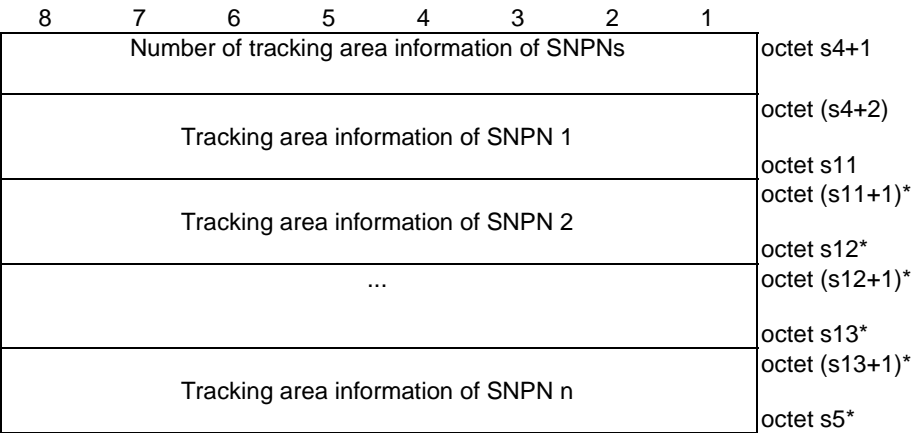 8 7 6 5 4 3 2 1
Number of tracking area information of SNPNs octet s4+1
octet (s4+2)
Tracking area information of SNPN 1
octet s11
octet (s11+1)*
Tracking area information of SNPN 2
octet s12*
... octet (s12+1)*
octet s13*
octet (s13+1)*
Tracking area information of SNPN n
octet s5*